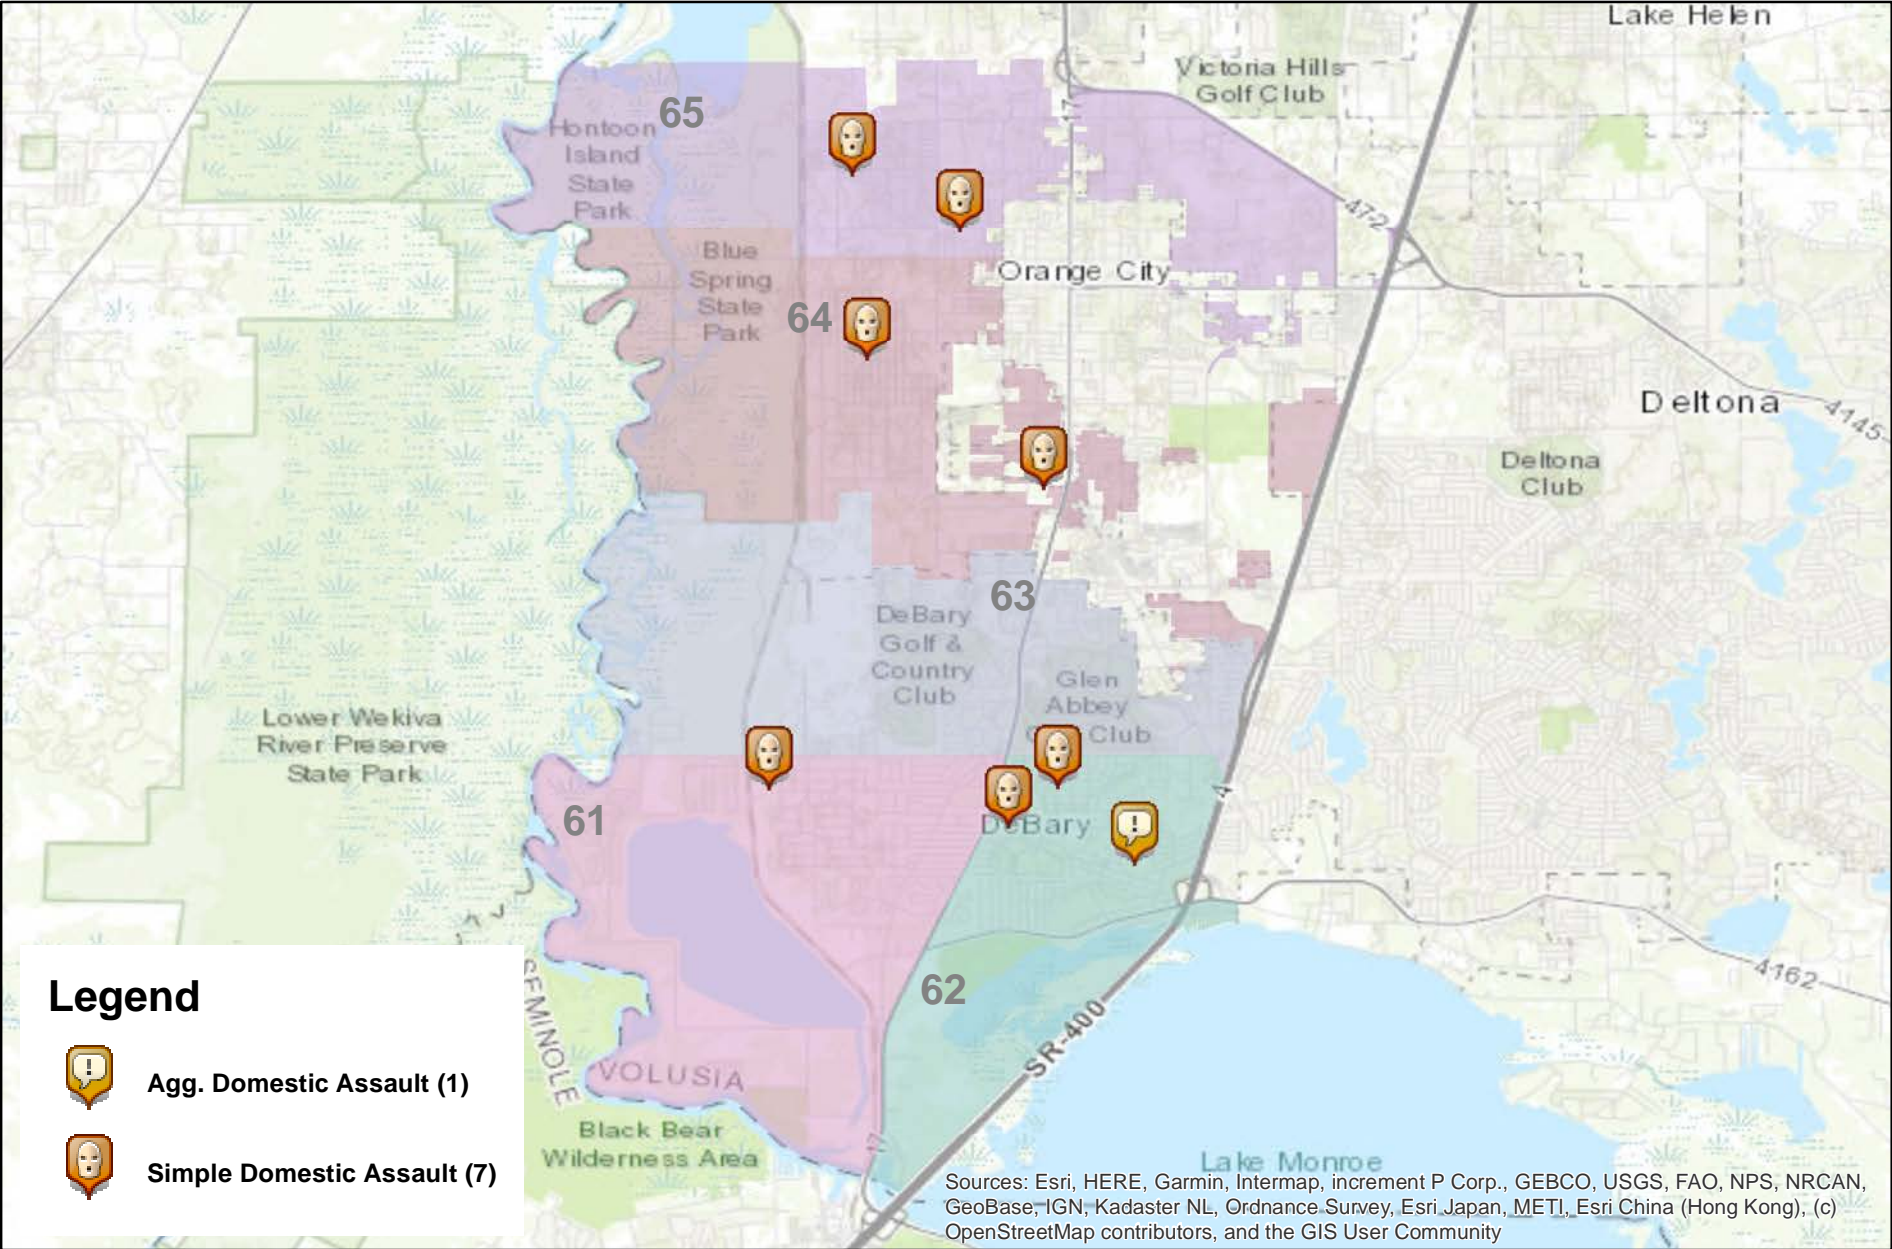 Lake Helen
Victoria Hills
Golf Club
17
65
Hontoon
Island
State
Park
472
Blue
Spring
State
Park
64
Orange City
Deltona
4145
Deltona
Club
63
DeBary
Golf &
Country
Club
Glen
Abbey
Club
Lower Wekiva
River Preserve
State Park
4
61
DeBary
62
4162
SR-400
SEMINOLE
VOLUSIA
17
Black Bear
Wilderness Area
Lake Monroe
Legend
Agg. Domestic Assault (1)
Simple Domestic Assault (7)
Sources: Esri, HERE, Garmin, Intermap, increment P Corp., GEBCO, USGS, FAO, NPS, NRCAN,
GeoBase, IGN, Kadaster NL, Ordnance Survey, Esri Japan, METI, Esri China (Hong Kong), (c)
OpenStreetMap contributors, and the GIS User Community